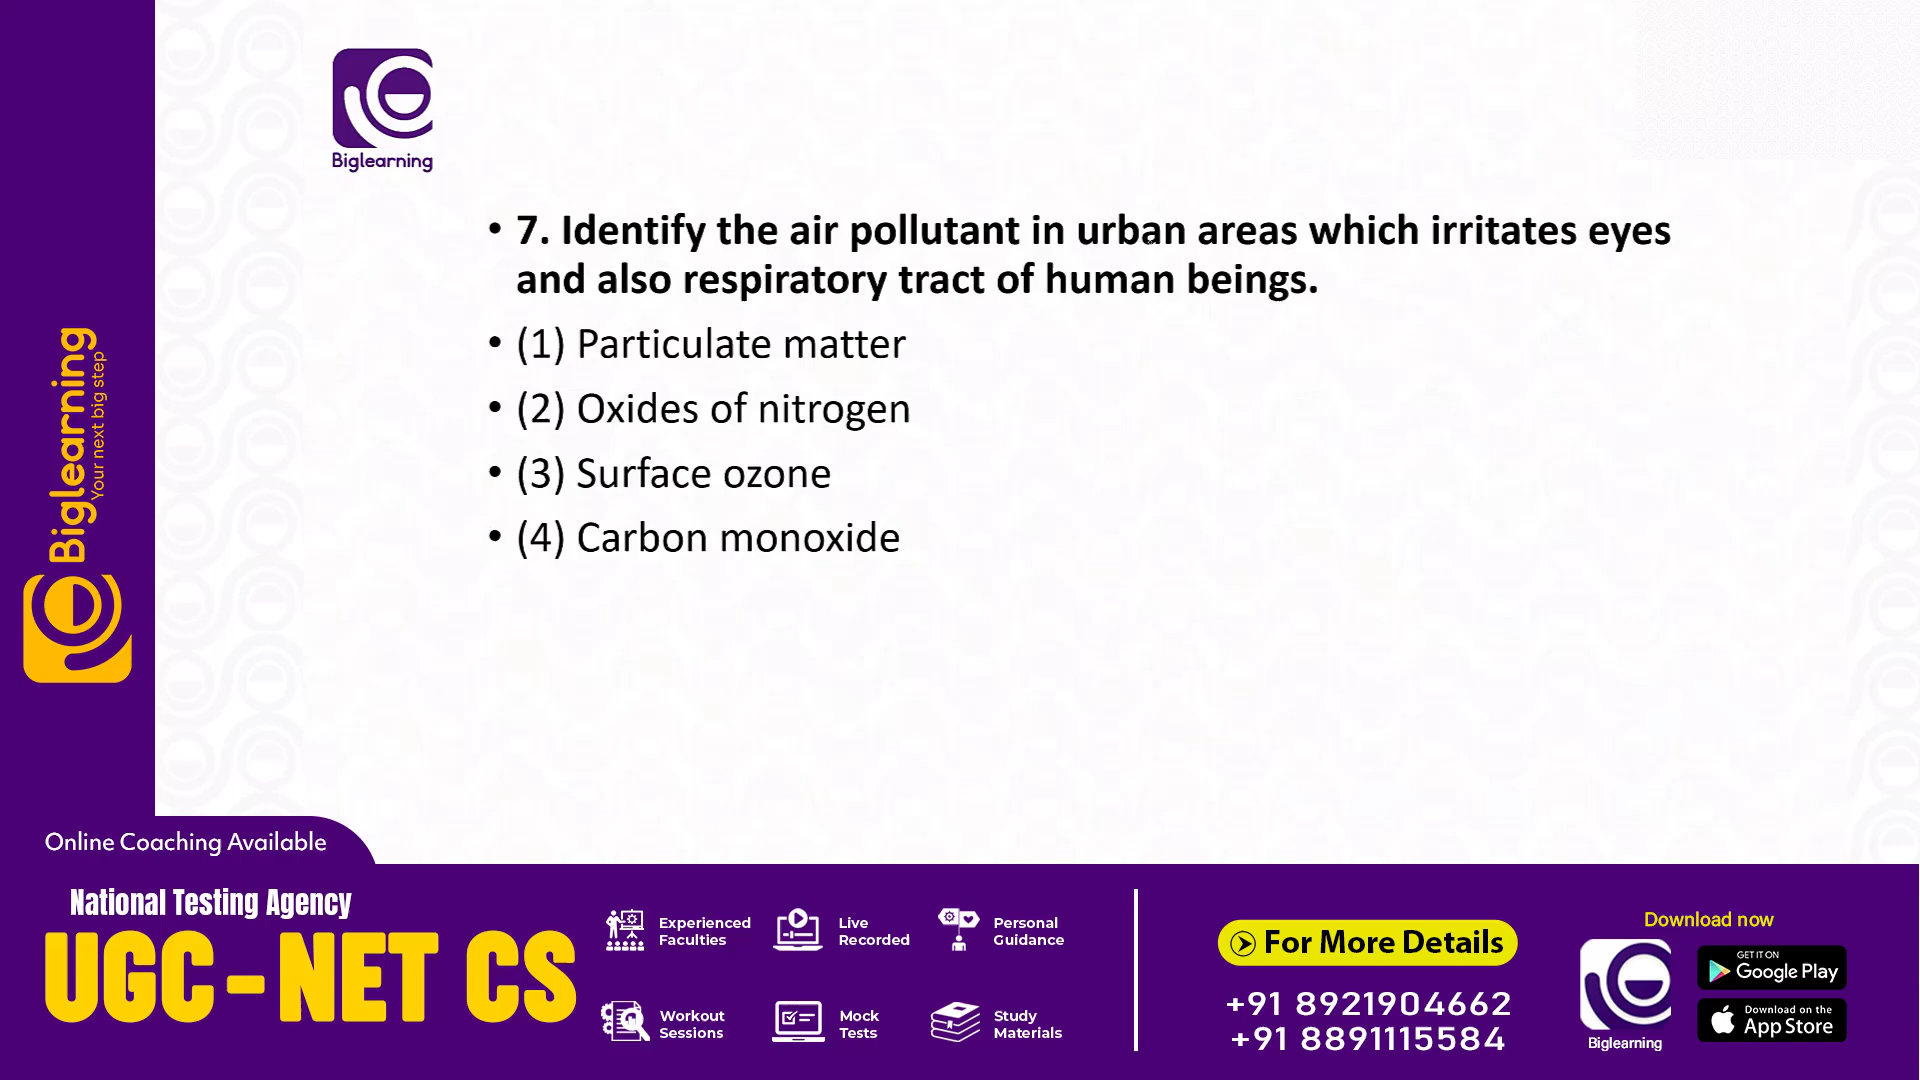 Biglearning
• 7. Identify the air pollutant in urban areas which irritates eyes
and also respiratory tract of human beings.
• (1) Particulate matter
• (2) Oxides of nitrogen
• (3) Surface ozone
• (4) Carbon monoxide
Biglearning
Your next big step
Online Coaching Available
National Testing Agency
UGC-NET CS
Experienced
Faculties
Live
Recorded
Personal
Guidance
Workout
Sessions
Mock
Tests
Study
Materials
For More Details
+91 8921904662
+91 8891115584
Download now
Biglearning
GET IT ON
Google Play
Download on the
App Store